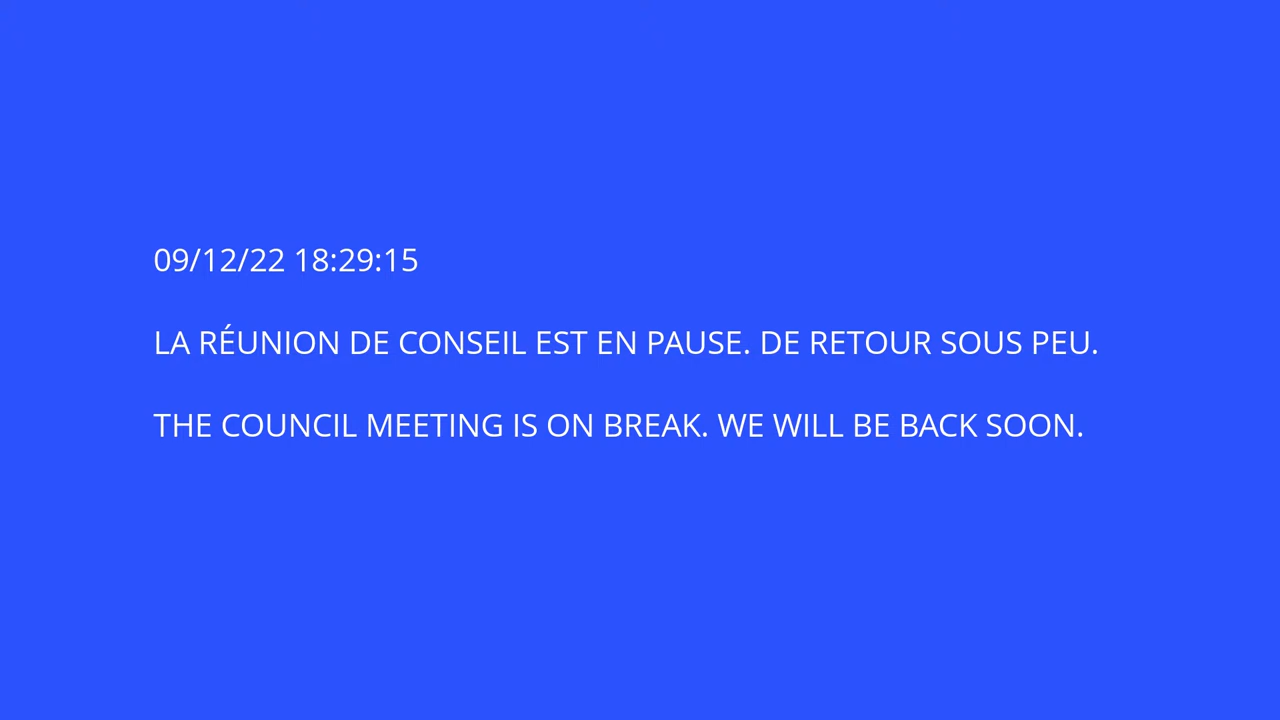 09/12/22 18:29:15
LA RÉUNION DE CONSEIL EST EN PAUSE. DE RETOUR SOUS PEU.
THE COUNCIL MEETING IS ON BREAK. WE WILL BE BACK SOON.